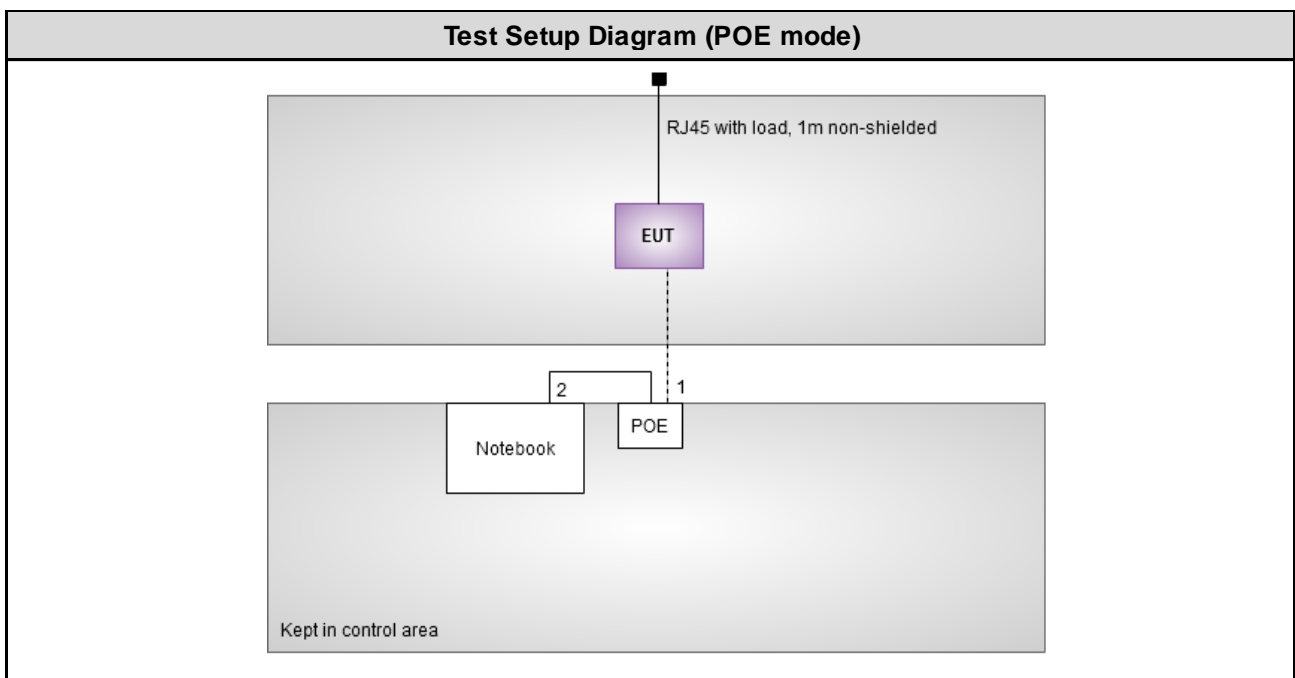 Test Setup Diagram (POE mode)
RJ45 with load, 1m non-shielded
EUT
2
1
POE
Notebook
Kept in control area